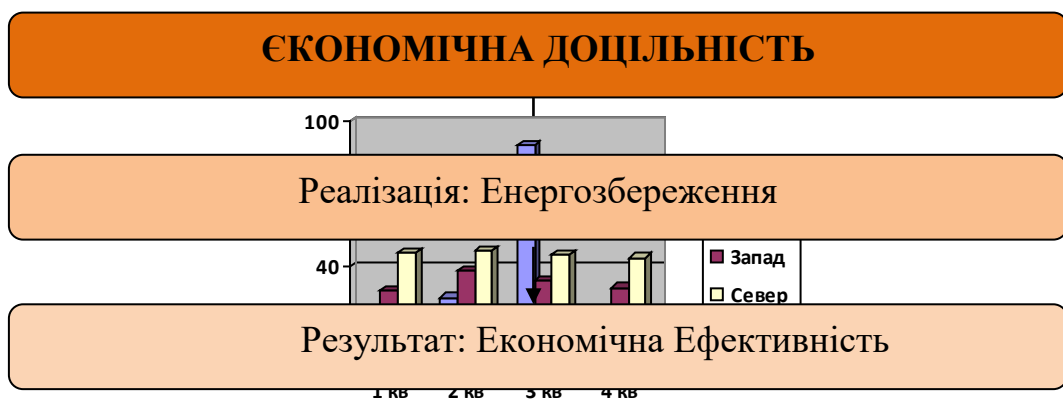 ЄКОНОМІЧНА ДОЦІЛЬНІСТЬ
100
Реалізація: Енергозбереження
40
Запад
Север
Результат: Економічна Ефективність
1 кв 2 кв 3 кв 4 кв